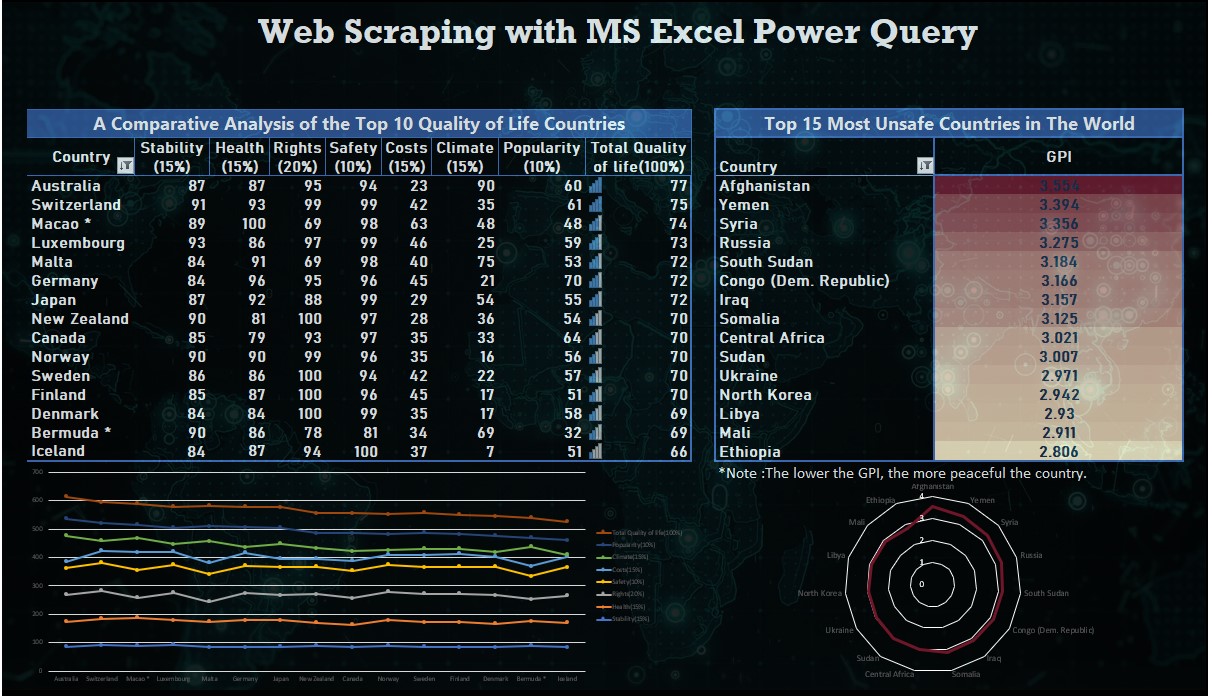 Web Scraping with MS Excel Power Query
A Comparative Analysis of the Top 10 Quality of Life Countries
Country Stability (15%) Health (15%) Rights (20%) Safety (10%) Costs (15%) Climate (15%) Popularity (10%) Total Quality of life(100%)
Australia 87 87 95 94 23 90 60 77
Switzerland 91 93 99 99 42 35 61 75
Macao * 89 100 69 98 63 48 48 74
Luxembourg 93 86 97 99 46 25 59 73
Malta 84 91 69 98 40 75 53 72
Germany 84 96 95 96 45 21 70 72
Japan 87 92 88 99 29 54 55 72
New Zealand 90 81 100 97 28 36 54 70
Canada 85 79 93 97 35 33 64 70
Norway 90 90 99 96 35 16 56 70
Sweden 86 86 100 94 42 22 57 70
Finland 85 87 100 96 45 17 51 70
Denmark 84 84 100 99 35 17 58 69
Bermuda * 90 86 78 81 34 69 32 69
Iceland 84 87 94 100 37 7 51 66
Top 15 Most Unsafe Countries in The World
Country GPI
Afghanistan 3.554
Yemen 3.394
Syria 3.356
Russia 3.275
South Sudan 3.184
Congo (Dem. Republic) 3.166
Iraq 3.157
Somalia 3.125
Central Africa 3.021
Sudan 3.007
Ukraine 2.971
North Korea 2.942
Libya 2.93
Mali 2.911
Ethiopia 2.806
*Note :The lower the GPI, the more peaceful the country.
700
600
500
400
300
200
100
0
Australia Switzerland Macao * Luxembourg Malta Germany Japan New Zealand Canada Norway Sweden Finland Denmark Bermuda * Iceland
Total Quality of life(100%)
Popularity(10%)
Climate(15%)
Costs(15%)
Safety(10%)
Rights(20%)
Health(15%)
Stability(15%)
Afghanistan
Yemen
Syria
Russia
South Sudan
Congo (Dem. Republic)
Iraq
Somalia
Central Africa
Sudan
Ukraine
North Korea
Libya
Mali
Ethiopia
4
3
2
1
0